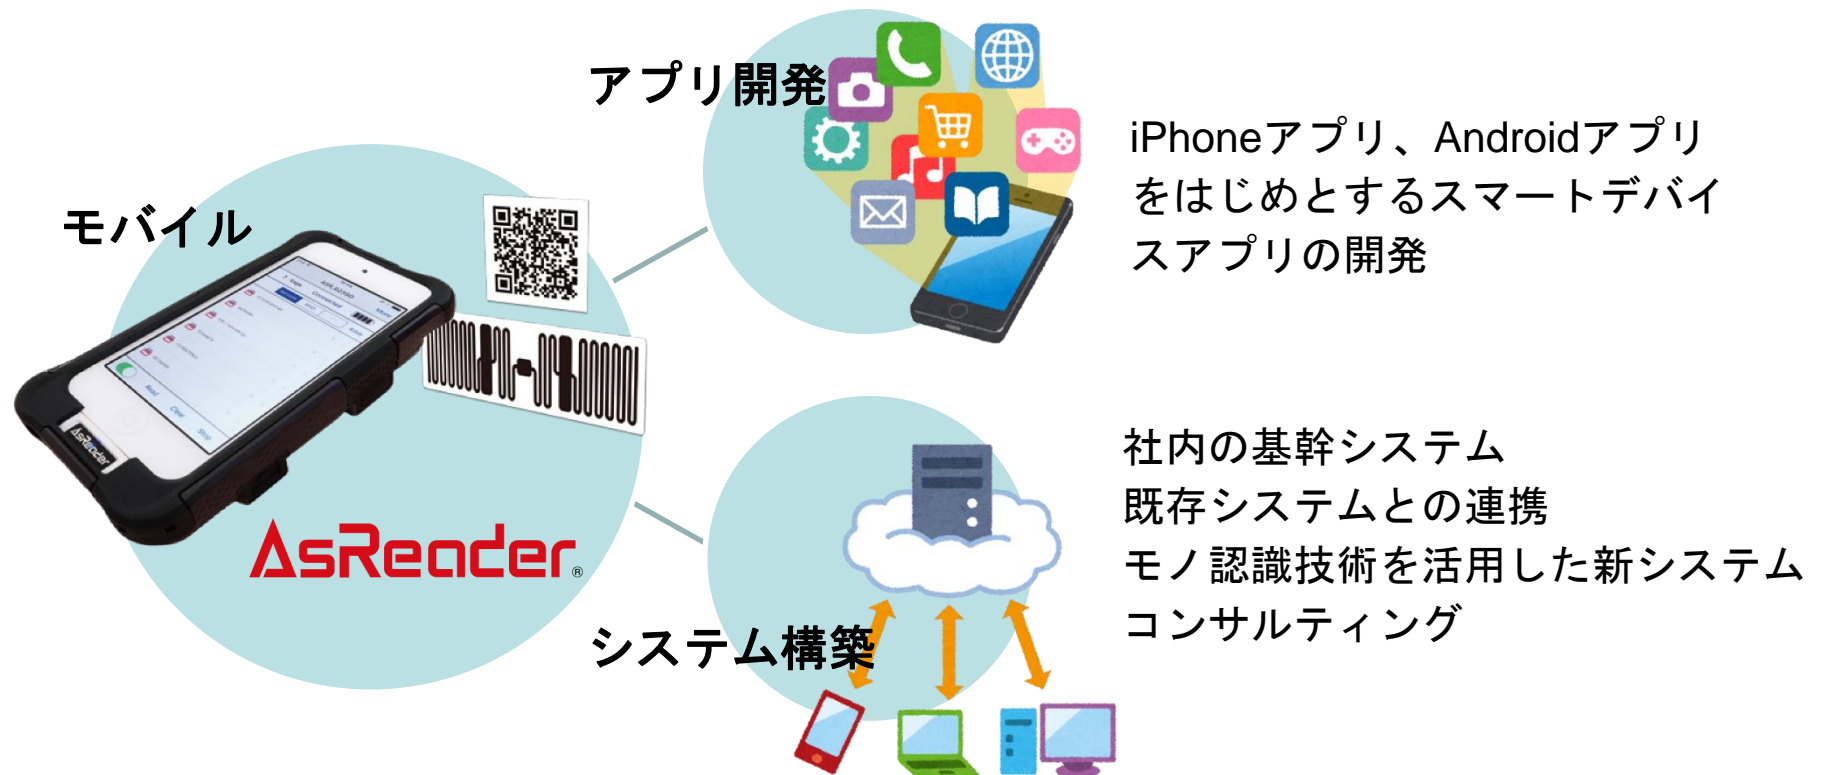 アプリ開発
iPhoneアプリ、Androidアプリ
をはじめとするスマートデバイ
スアプリの開発
モバイル
AsReader
AsReader®
社内の基幹システム
既存システムとの連携
モノ認識技術を活用した新システム
コンサルティング
システム構築
Connected
Read
Clear
Stop